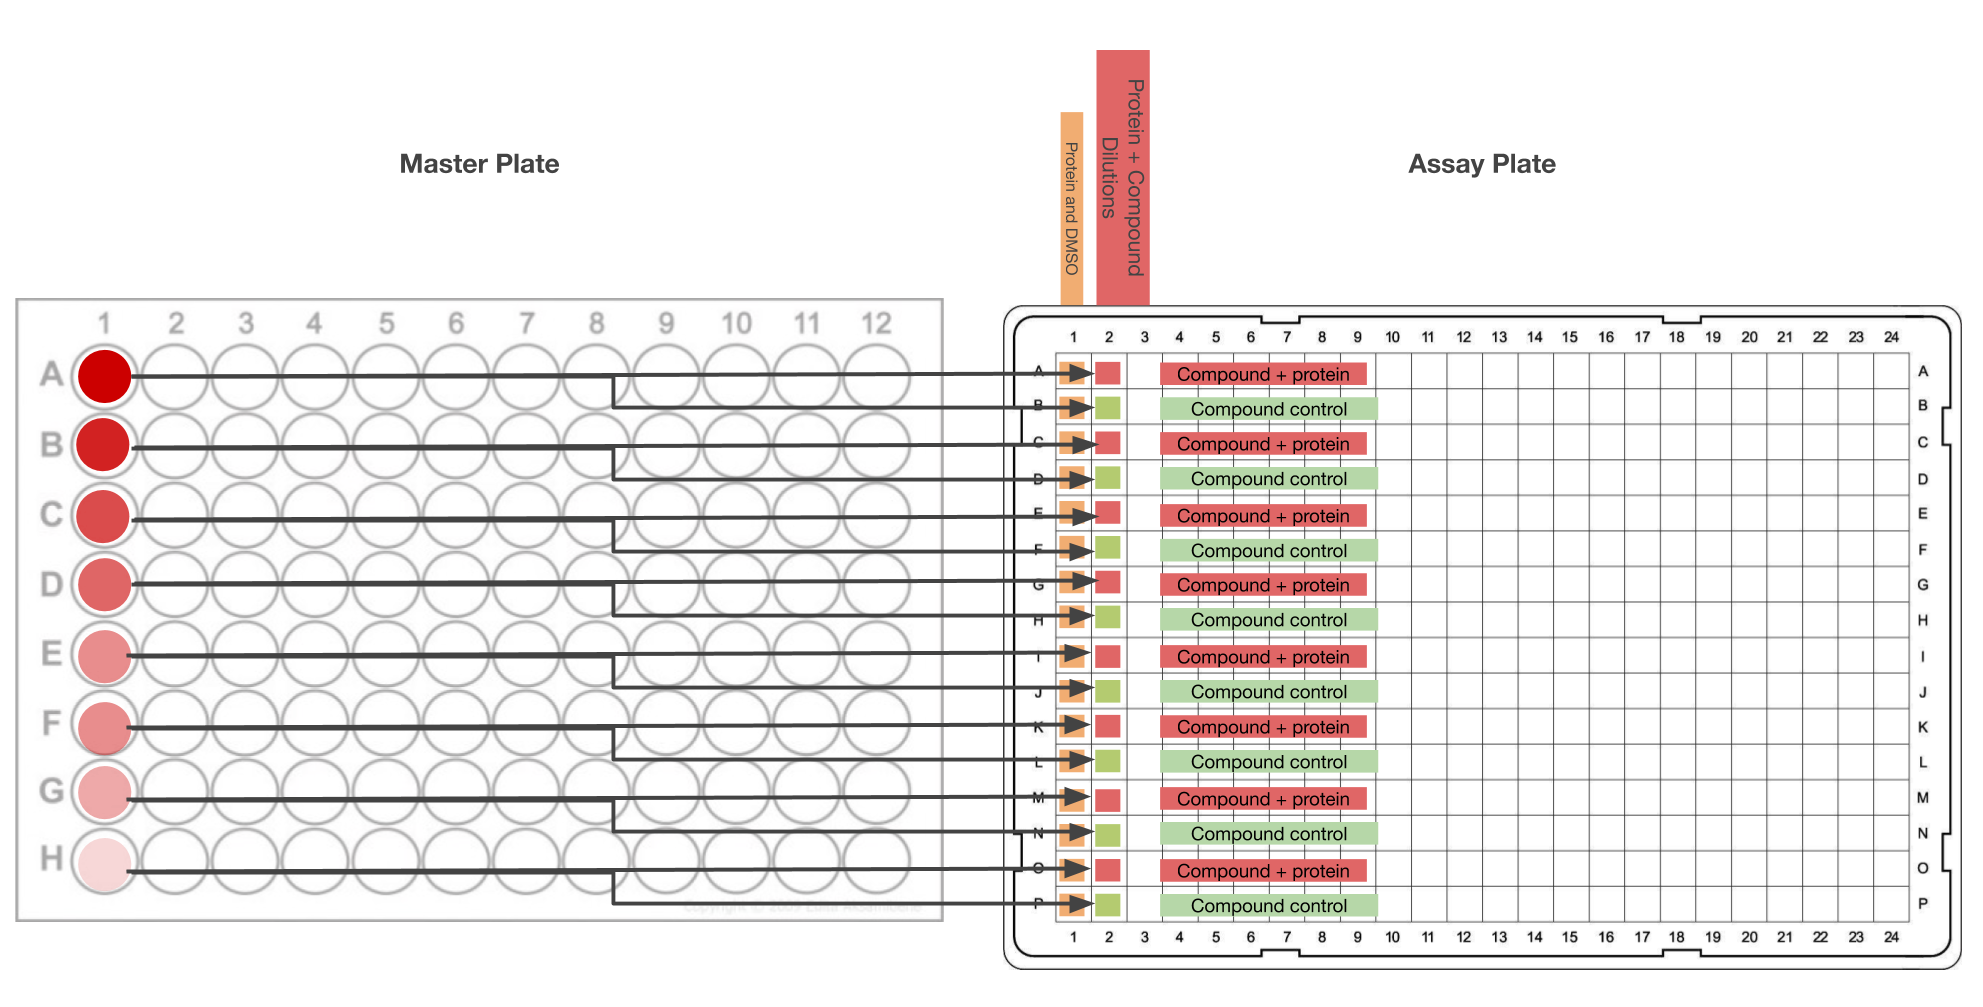 Protein and DMSO
Protein + Compound
Dilutions
Master Plate
Assay Plate
1 2 3 4 5 6 7 8 9 10 11 12
A
B
C
D
E
F
G
H
1 2 3 4 5 6 7 8 9 10 11 12 13 14 15 16 17 18 19 20 21 22 23 24
A Compound + protein A
B Compound control B
C Compound + protein C
D Compound control D
E Compound + protein E
F Compound control F
G Compound + protein G
H Compound control H
I Compound + protein I
J Compound control J
K Compound + protein K
L Compound control L
M Compound + protein M
N Compound control N
O Compound + protein O
P Compound control P
1 2 3 4 5 6 7 8 9 10 11 12 13 14 15 16 17 18 19 20 21 22 23 24